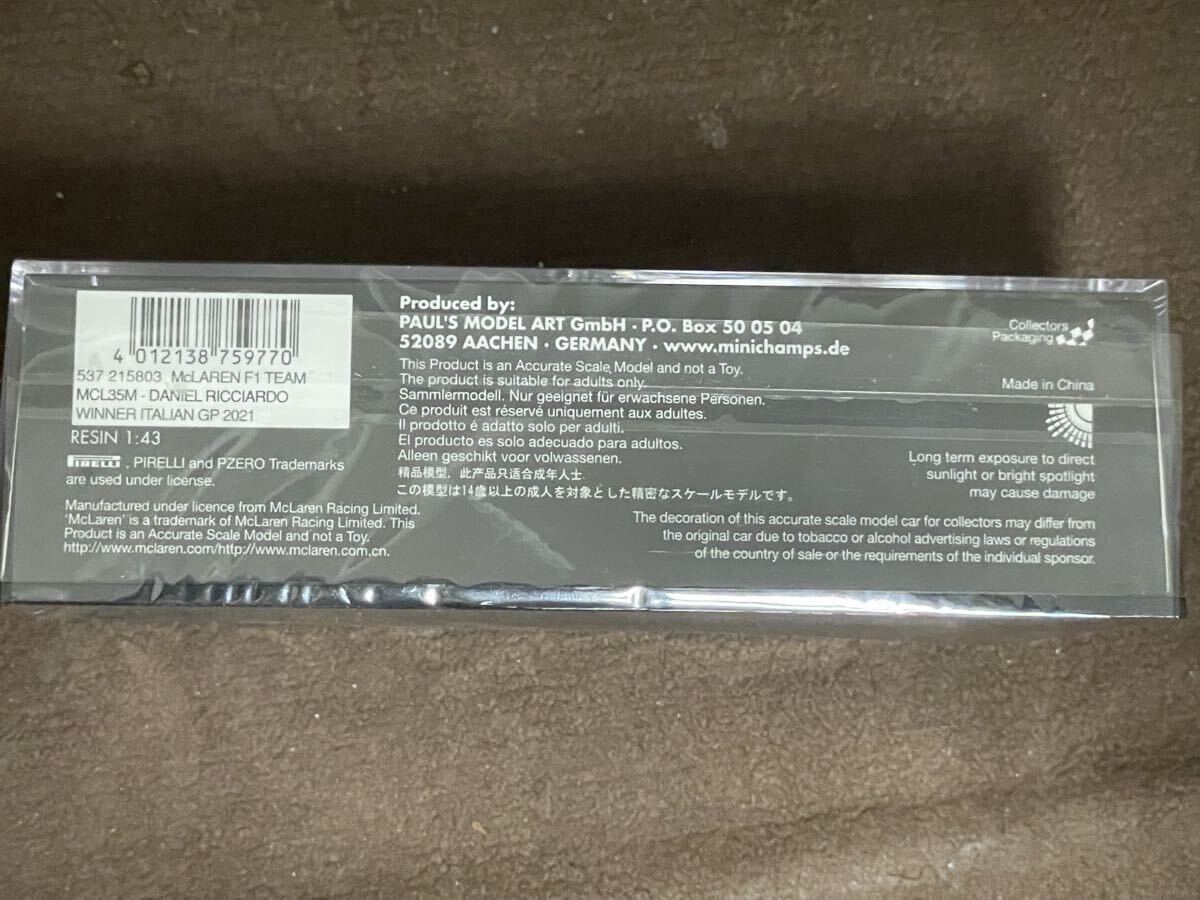 4 012138 759770
537 215803 McLAREN F1 TEAM
MCL35M - DANIEL RICCIARDO
WINNER ITALIAN GP 2021
RESIN 1:43
PIRELLI , PIRELLI and PZERO Trademarks
are used under license.
Manufactured under licence from McLaren Racing Limited.
'McLaren' is a trademark of McLaren Racing Limited. This
Product is an Accurate Scale Model and not a Toy.
http://www.mclaren.com/http://www.mclaren.com.cn.
Produced by:
PAUL'S MODEL ART GmbH · P.O. Box 50 05 04
52089 AACHEN · GERMANY · www.minichamps.de
This Product is an Accurate Scale Model and not a Toy.
The product is suitable for adults only.
Sammlermodell. Nur geeignet für erwachsene Personen.
Ce produit est réservé uniquement aux adultes.
Il prodotto é adatto solo per adulti.
El producto es solo adecuado para adultos.
Alleen geschikt voor volwassenen.
精品模型，此产品只适合成年人士
この模型は14歳以上の成人を対象とした精密なスケールモデルです。
Collectors
Packaging
Made in China
Long term exposure to direct
sunlight or bright spotlight
may cause damage
The decoration of this accurate scale model car for collectors may differ from
the original car due to tobacco or alcohol advertising laws or regulations
of the country of sale or the requirements of the individual sponsor.